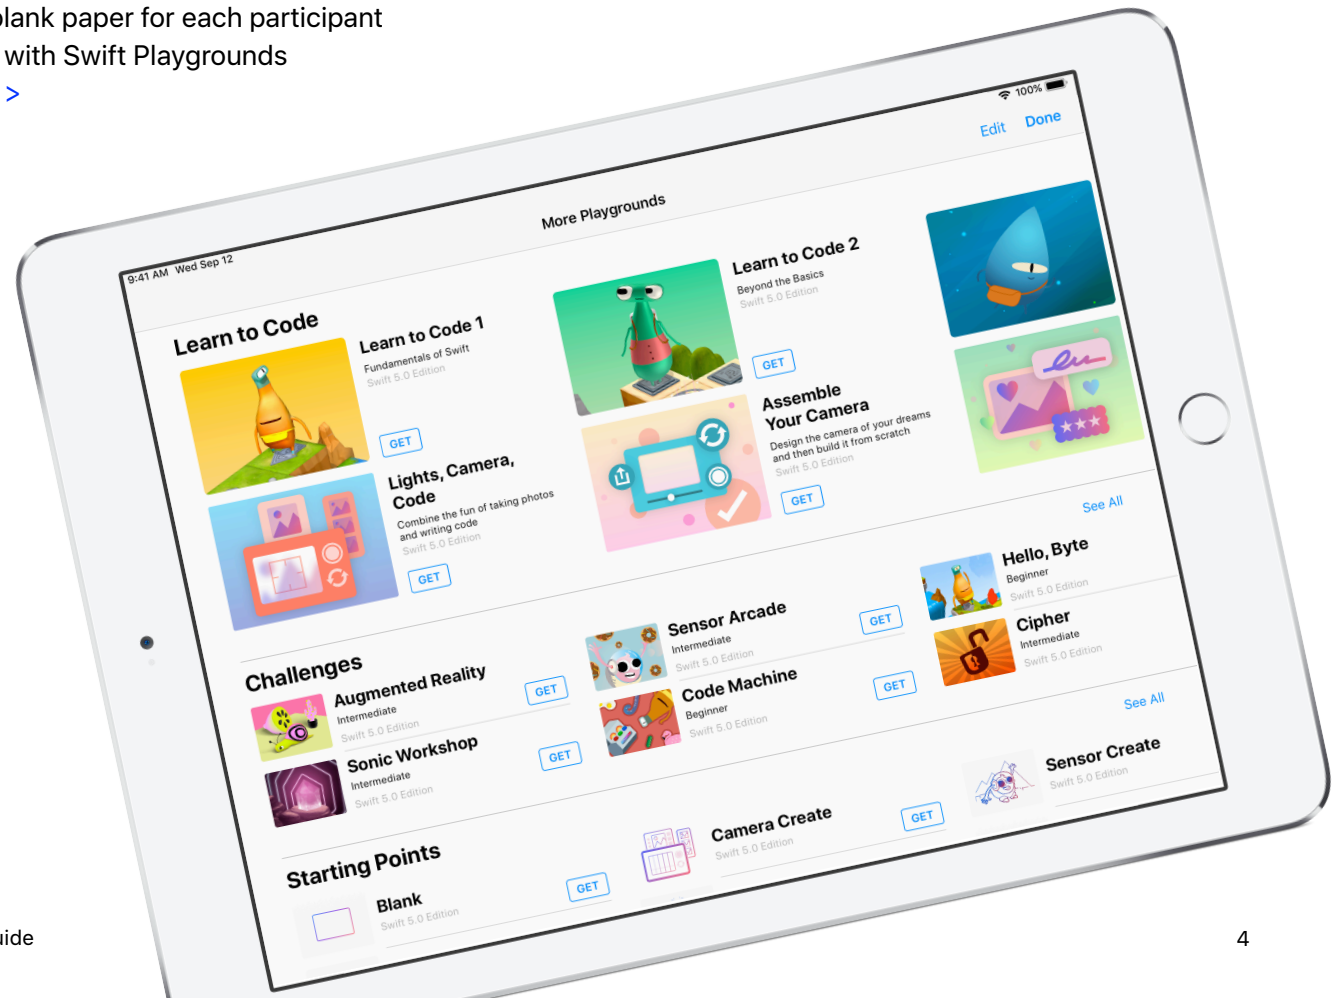 blank paper for each participant
with Swift Playgrounds
>
9:41 AM Wed Sep 12
100%
More Playgrounds
Edit Done
Learn to Code
Learn to Code 1
Fundamentals of Swift
Swift 5.0 Edition
GET
Learn to Code 2
Beyond the Basics
Swift 5.0 Edition
GET
Lights, Camera,
Code
Combine the fun of taking photos
and writing code
Swift 5.0 Edition
GET
Assemble
Your Camera
Design the camera of your dreams
and then build it from scratch
Swift 5.0 Edition
GET
Challenges
See All
Augmented Reality
Intermediate
Swift 5.0 Edition
GET
Sonic Workshop
Intermediate
Swift 5.0 Edition
GET
Sensor Arcade
Intermediate
Swift 5.0 Edition
GET
Code Machine
Beginner
Swift 5.0 Edition
GET
Hello, Byte
Beginner
Swift 5.0 Edition
Cipher
Intermediate
Swift 5.0 Edition
Starting Points
See All
Blank
Swift 5.0 Edition
GET
Camera Create
Swift 5.0 Edition
GET
Sensor Create
Swift 5.0 Edition
4